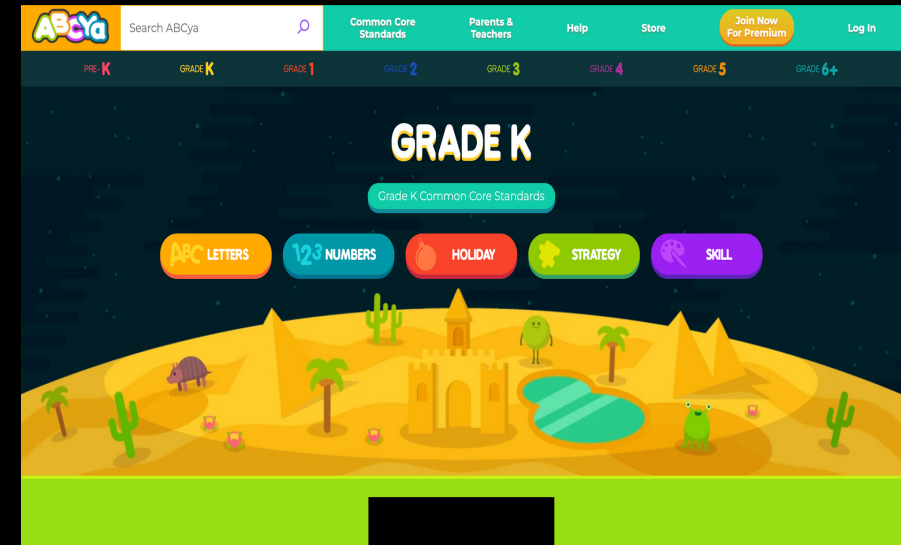 ABCYa
Search ABCya
Common Core
Standards
Parents &
Teachers
Help
Store
Join Now
For Premium
Log In
PRE-K
GRADE K
GRADE 1
GRADE 2
GRADE 3
GRADE 4
GRADE 5
GRADE 6+
GRADE K
Grade K Common Core Standards
ABC LETTERS
123 NUMBERS
HOLIDAY
STRATEGY
SKILL